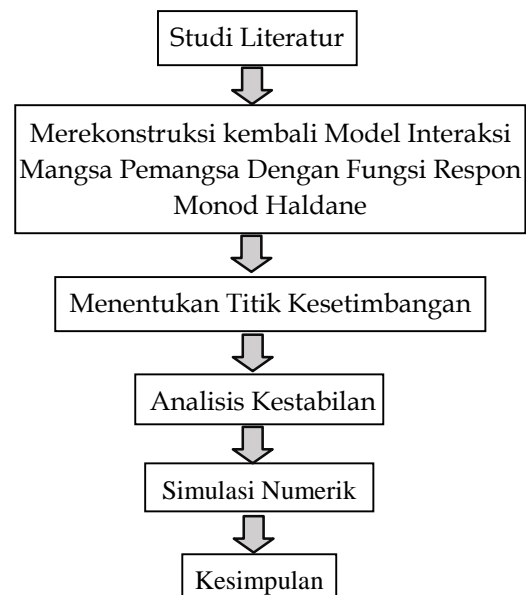 Studi Literatur
Merekonstruksi kembali Model Interaksi
Mangsa Pemangsa Dengan Fungsi Respon
Monod Haldane
Menentukan Titik Kesetimbangan
Analisis Kestabilan
Simulasi Numerik
Kesimpulan